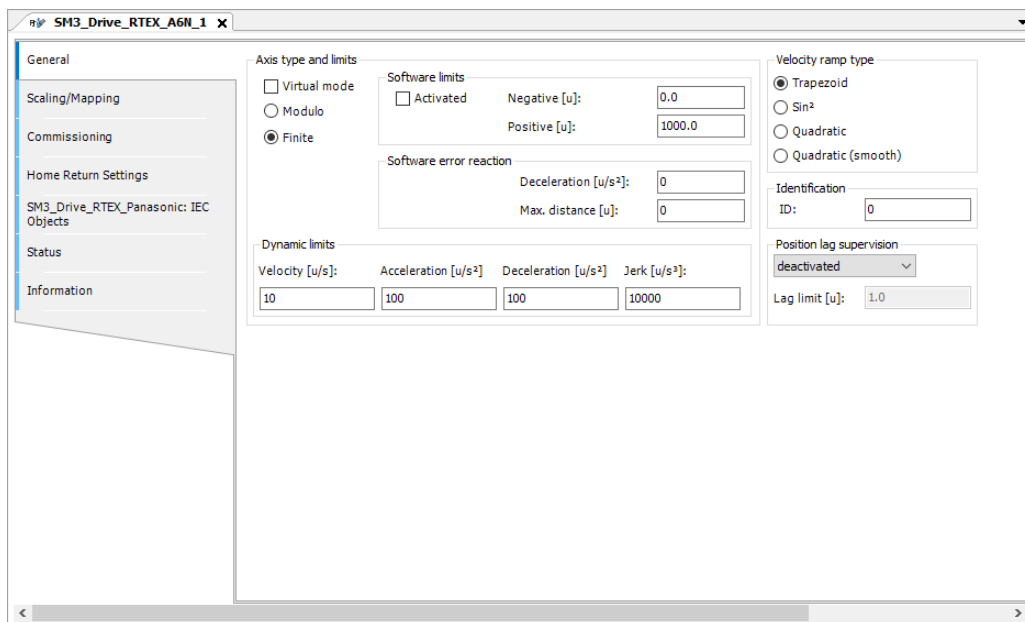 SM3_Drive_RTEX_A6N_1
General
Scaling/Mapping
Commissioning
Home Return Settings
SM3_Drive_RTEX_Panasonic: IEC
Objects
Status
Information
Axis type and limits
Virtual mode
Modulo
Finite
Software limits
Activated
Negative [u]:
0.0
Positive [u]:
1000.0
Software error reaction
Deceleration [u/s²]:
0
Max. distance [u]:
0
Dynamic limits
Velocity [u/s]:
Acceleration [u/s²]
Deceleration [u/s²]
Jerk [u/s³]:
10
100
100
10000
Velocity ramp type
Trapezoid
Sin²
Quadratic
Quadratic (smooth)
Identification
ID:
0
Position lag supervision
deactivated
Lag limit [u]:
1.0